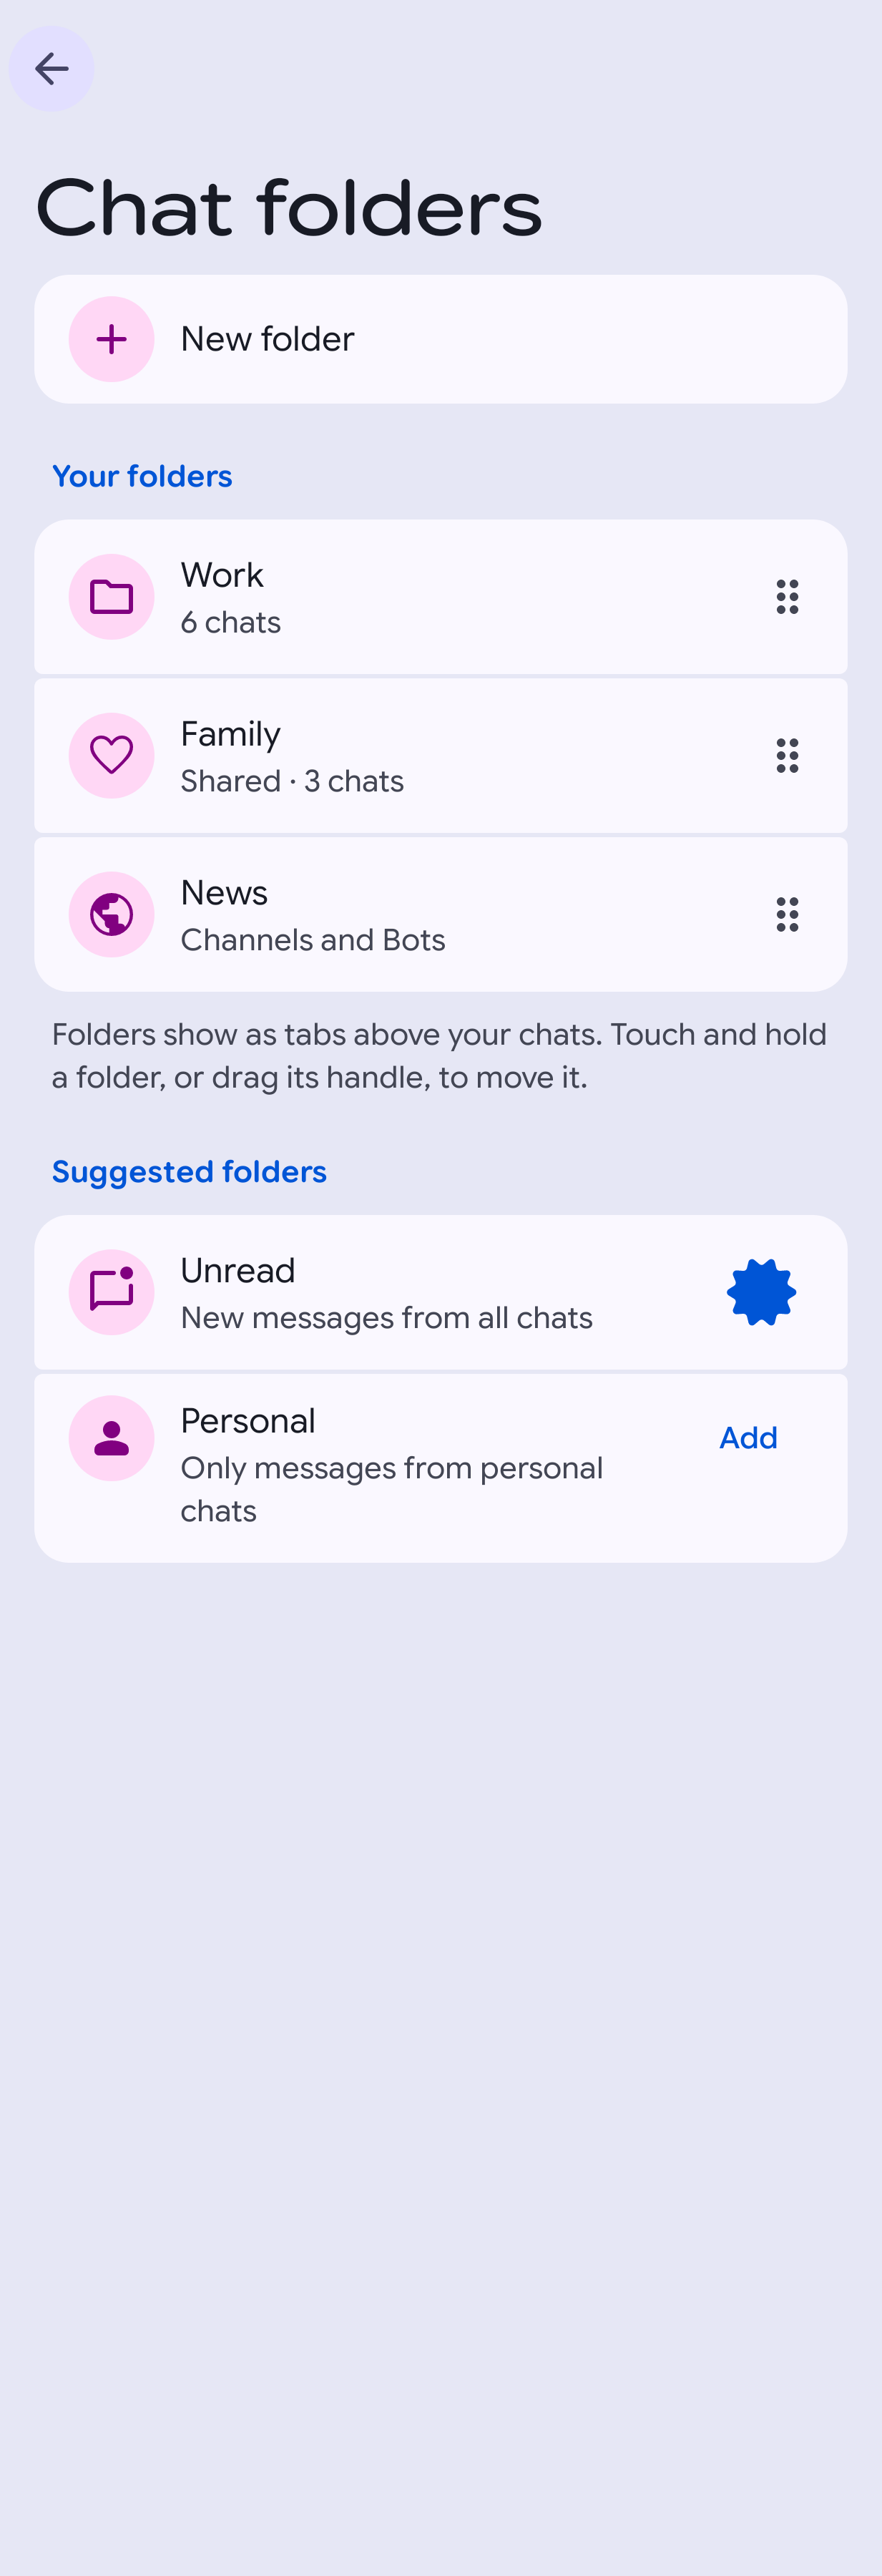 Chat folders
New folder
Your folders
Work
6 chats
Family
Shared · 3 chats
News
Channels and Bots
Folders show as tabs above your chats. Touch and hold
a folder, or drag its handle, to move it.
Suggested folders
Unread
New messages from all chats
Personal
Only messages from personal
chats
Add